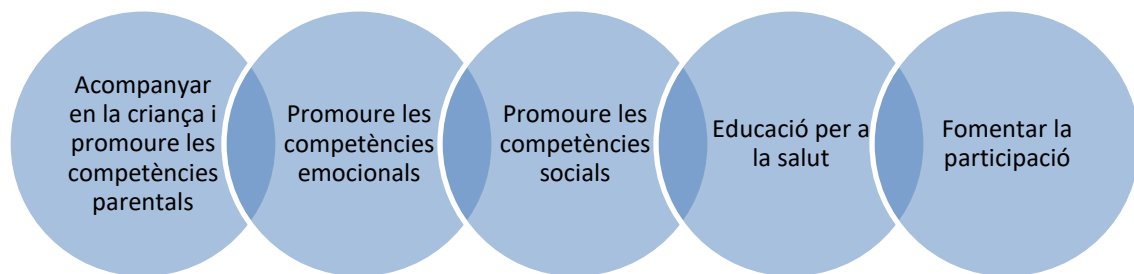 Acompanyar
en la criança i
promoure les
competències
parentals
Promoure les
competències
emocionals
Promoure les
competències
socials
Educació per a
la salut
Fomentar la
participació